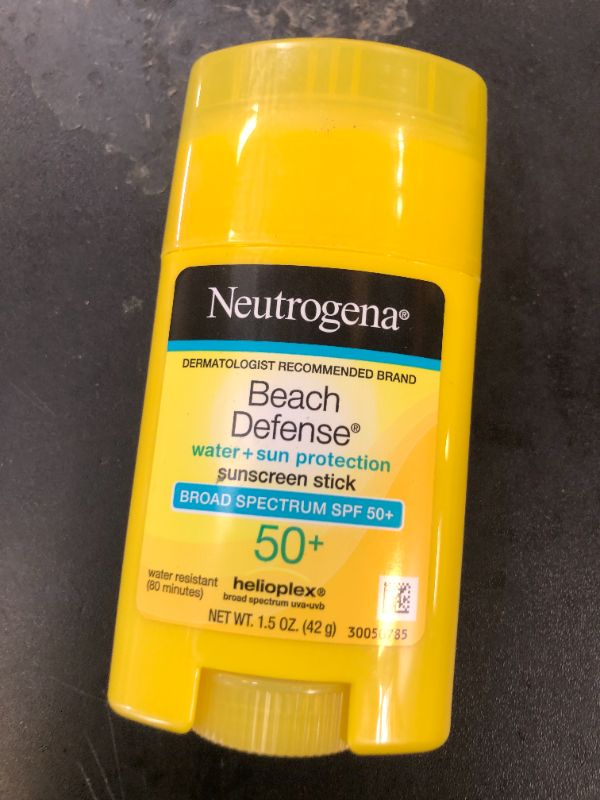 Neutrogena®
DERMATOLOGIST RECOMMENDED BRAND
Beach
Defense®
water + sun protection
sunscreen stick
BROAD SPECTRUM SPF 50+
50+
water resistant
(80 minutes)
helioplex®
broad spectrum uva•uvb
NET WT. 1.5 OZ. (42 g)